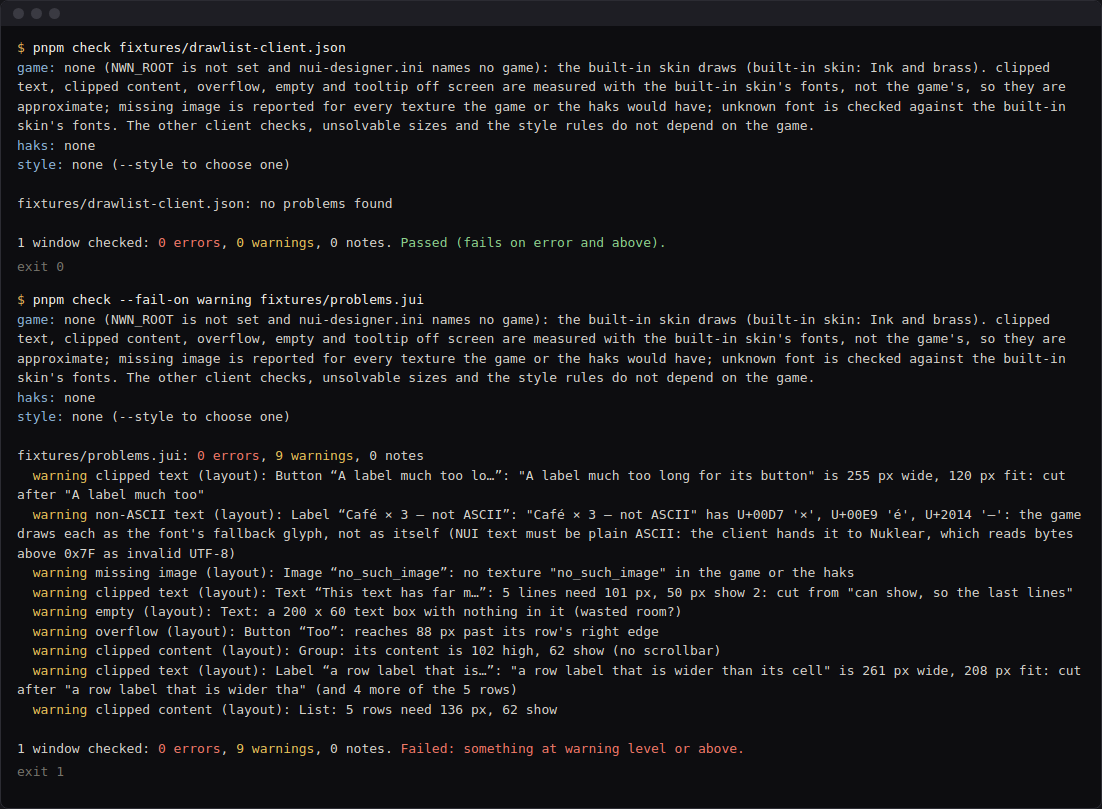 $ pnpm check fixtures/drawlist-client.json
game: none (NWN_ROOT is not set and nui-designer.ini names no game): the built-in skin draws (built-in skin: Ink and brass). clipped
text, clipped content, overflow, empty and tooltip off screen are measured with the built-in skin's fonts, not the game's, so they are
approximate; missing image is reported for every texture the game or the haks would have; unknown font is checked against the built-in
skin's fonts. The other client checks, unsolvable sizes and the style rules do not depend on the game.
haks: none
style: none (--style to choose one)
fixtures/drawlist-client.json: no problems found
1 window checked: 0 errors, 0 warnings, 0 notes. Passed (fails on error and above).
exit 0
$ pnpm check --fail-on warning fixtures/problems.jui
game: none (NWN_ROOT is not set and nui-designer.ini names no game): the built-in skin draws (built-in skin: Ink and brass). clipped
text, clipped content, overflow, empty and tooltip off screen are measured with the built-in skin's fonts, not the game's, so they are
approximate; missing image is reported for every texture the game or the haks would have; unknown font is checked against the built-in
skin's fonts. The other client checks, unsolvable sizes and the style rules do not depend on the game.
haks: none
style: none (--style to choose one)
fixtures/problems.jui: 0 errors, 9 warnings, 0 notes
warning clipped text (layout): Button “A label much too lo…”: "A label much too long for its button" is 255 px wide, 120 px fit: cut
after "A label much too"
warning non-ASCII text (layout): Label “Café × 3 — not ASCII”: "Café × 3 — not ASCII" has U+00D7 '×', U+00E9 'é', U+2014 '—': the game
draws each as the font's fallback glyph, not as itself (NUI text must be plain ASCII: the client hands it to Nuklear, which reads bytes
above 0x7F as invalid UTF-8)
warning missing image (layout): Image “no_such_image”: no texture "no_such_image" in the game or the haks
warning clipped text (layout): Text “This text has far m…”: 5 lines need 101 px, 50 px show 2: cut from "can show, so the last lines"
warning empty (layout): Text: a 200 x 60 text box with nothing in it (wasted room?)
warning overflow (layout): Button “Too”: reaches 88 px past its row's right edge
warning clipped content (layout): Group: its content is 102 high, 62 show (no scrollbar)
warning clipped text (layout): Label “a row label that is…”: "a row label that is wider than its cell" is 261 px wide, 208 px fit: cut
after "a row label that is wider tha" (and 4 more of the 5 rows)
warning clipped content (layout): List: 5 rows need 136 px, 62 show
1 window checked: 0 errors, 9 warnings, 0 notes. Failed: something at warning level or above.
exit 1